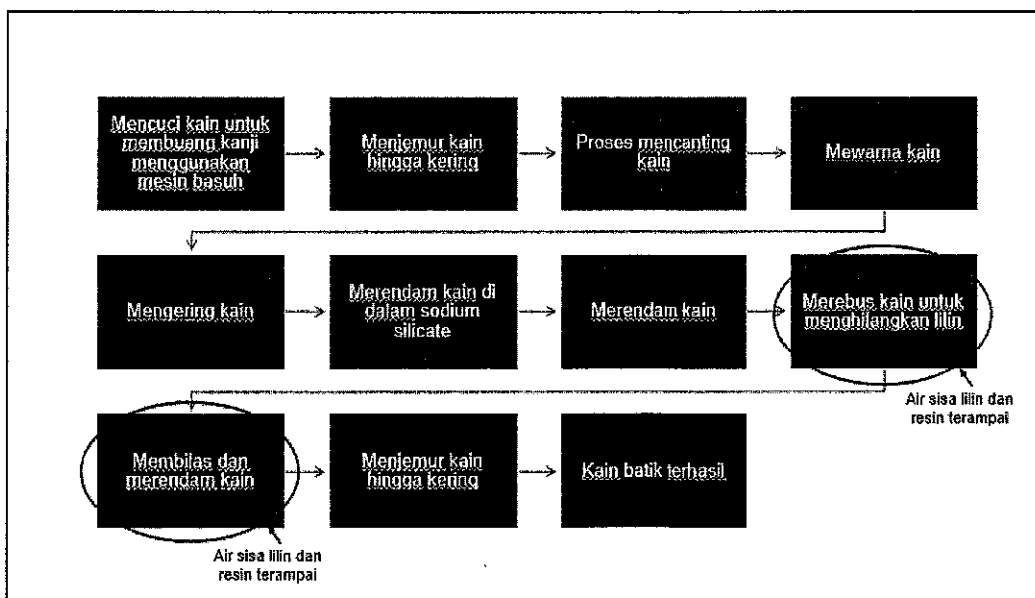 Mencuci kain untuk
membuang kanji
menggunakan
mesin basuh
Menjemur kain
hingga kering
Proses mencanting
kain
Mewarna kain
Mengering kain
Merendam kain di
dalam sodium
silicate
Merendam kain
Merebus kain untuk
menghilangkan lilin
Air sisa lilin dan
resin terampai
Membilas dan
merendam kain
Menjemur kain
hingga kering
Kain batik terhasil
Air sisa lilin dan
resin terampai